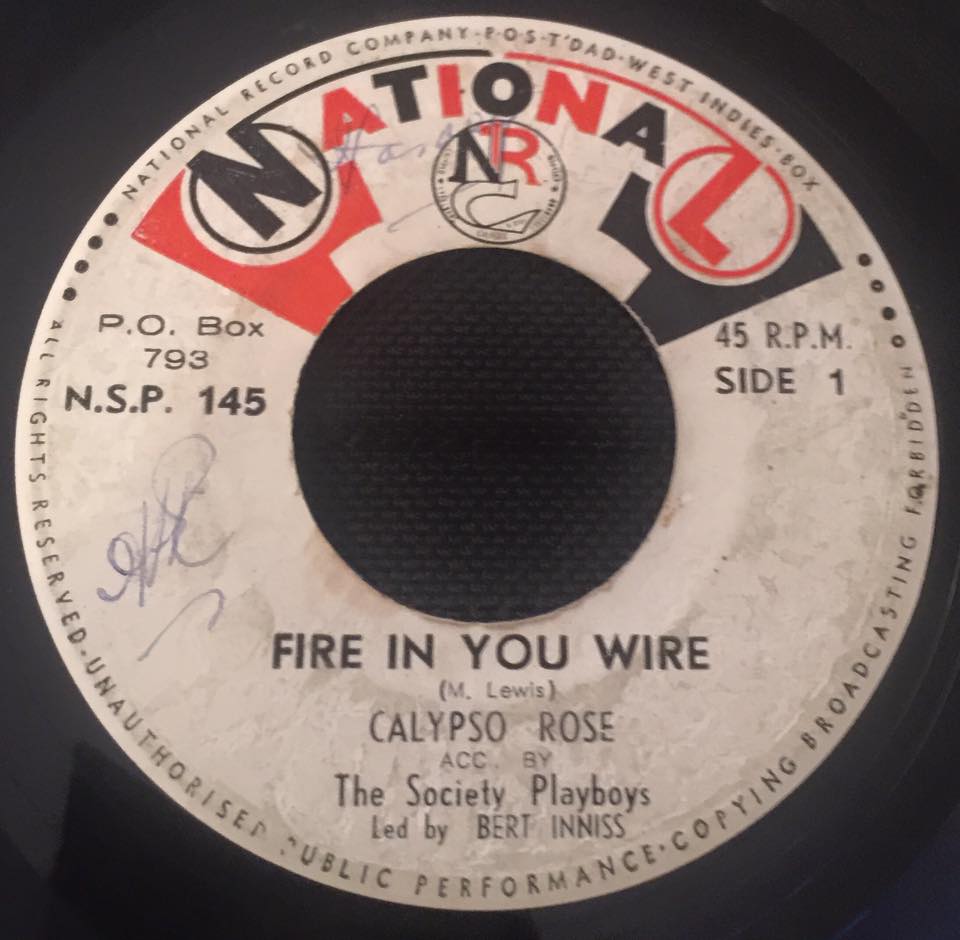 NATIONAL RECORD COMPANY·P·O·S·T'DAD·WEST INDIES·BOX
NATIONAL
NRC
P.O. Box
793
N.S.P. 145
45 R.P.M.
SIDE 1
FIRE IN YOU WIRE
(M. Lewis)
CALYPSO ROSE
ACC. BY
The Society Playboys
Led by BERT INNISS
ALL RIGHTS RESERVED·UNAUTHORISED PUBLIC PERFORMANCE·COPYING BROADCASTING FORBIDDEN